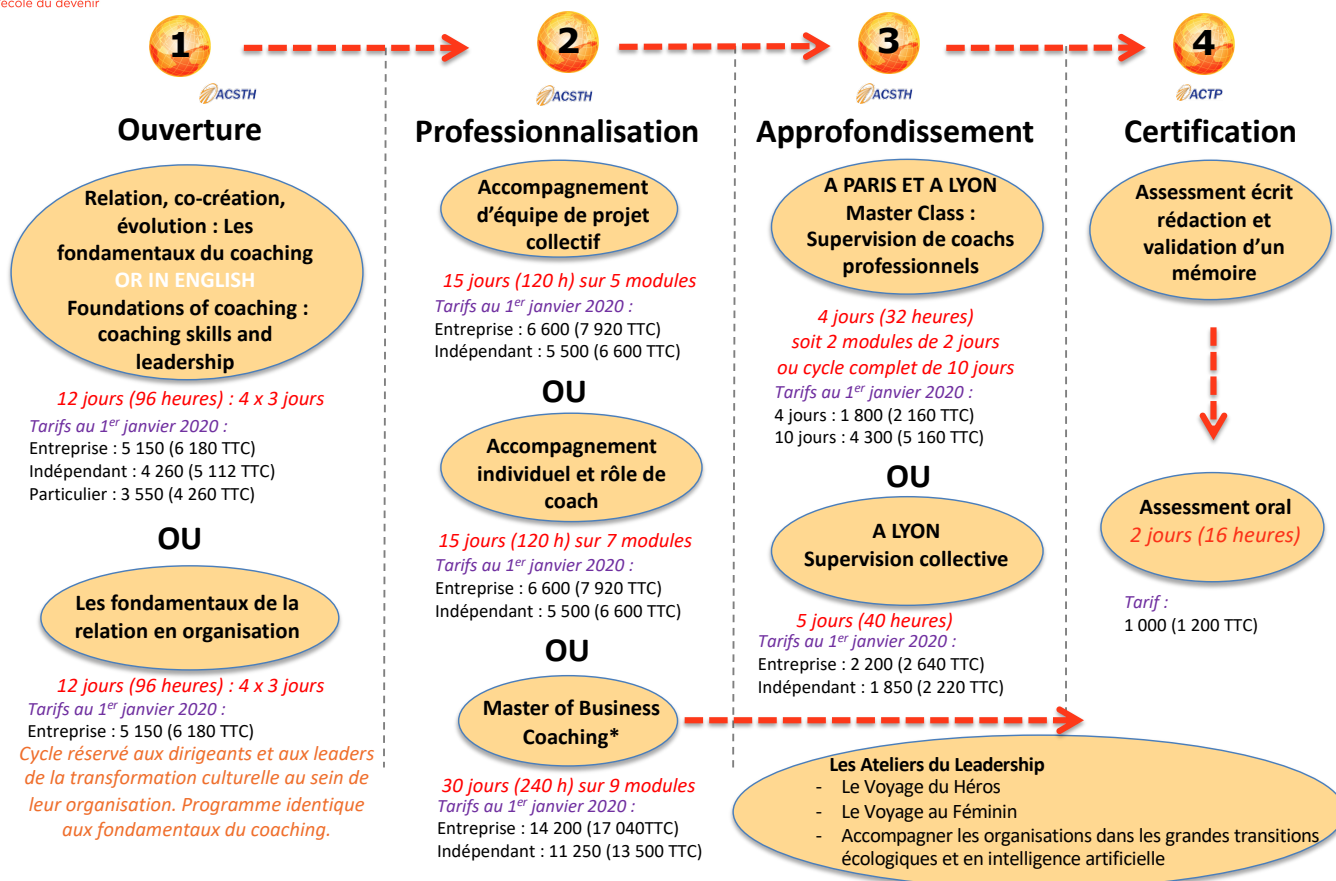 école du devenir
1
ACSTH
Ouverture
Relation, co-création,
évolution : Les
fondamentaux du coaching
OR IN ENGLISH
Foundations of coaching :
coaching skills and
leadership
12 jours (96 heures) : 4 x 3 jours
Tarifs au 1er janvier 2020 :
Entreprise : 5 150 (6 180 TTC)
Indépendant : 4 260 (5 112 TTC)
Particulier : 3 550 (4 260 TTC)
OU
Les fondamentaux de la
relation en organisation
12 jours (96 heures) : 4 x 3 jours
Tarifs au 1er janvier 2020 :
Entreprise : 5 150 (6 180 TTC)
Cycle réservé aux dirigeants et aux leaders
de la transformation culturelle au sein de
leur organisation. Programme identique
aux fondamentaux du coaching.
2
ACSTH
Professionnalisation
Accompagnement
d'équipe de projet
collectif
15 jours (120 h) sur 5 modules
Tarifs au 1er janvier 2020 :
Entreprise : 6 600 (7 920 TTC)
Indépendant : 5 500 (6 600 TTC)
OU
Accompagnement
individuel et rôle de
coach
15 jours (120 h) sur 7 modules
Tarifs au 1er janvier 2020 :
Entreprise : 6 600 (7 920 TTC)
Indépendant : 5 500 (6 600 TTC)
OU
Master of Business
Coaching*
30 jours (240 h) sur 9 modules
Tarifs au 1er janvier 2020 :
Entreprise : 14 200 (17 040TTC)
Indépendant : 11 250 (13 500 TTC)
3
ACSTH
Approfondissement
A PARIS ET A LYON
Master Class :
Supervision de coachs
professionnels
4 jours (32 heures)
soit 2 modules de 2 jours
ou cycle complet de 10 jours
Tarifs au 1er janvier 2020 :
4 jours : 1 800 (2 160 TTC)
10 jours : 4 300 (5 160 TTC)
OU
A LYON
Supervision collective
5 jours (40 heures)
Tarifs au 1er janvier 2020 :
Entreprise : 2 200 (2 640 TTC)
Indépendant : 1 850 (2 220 TTC)
4
ACTP
Certification
Assessment écrit
rédaction et
validation d'un
mémoire
Assessment oral
2 jours (16 heures)
Tarif :
1 000 (1 200 TTC)
Les Ateliers du Leadership
- Le Voyage du Héros
- Le Voyage au Féminin
- Accompagner les organisations dans les grandes transitions
écologiques et en intelligence artificielle